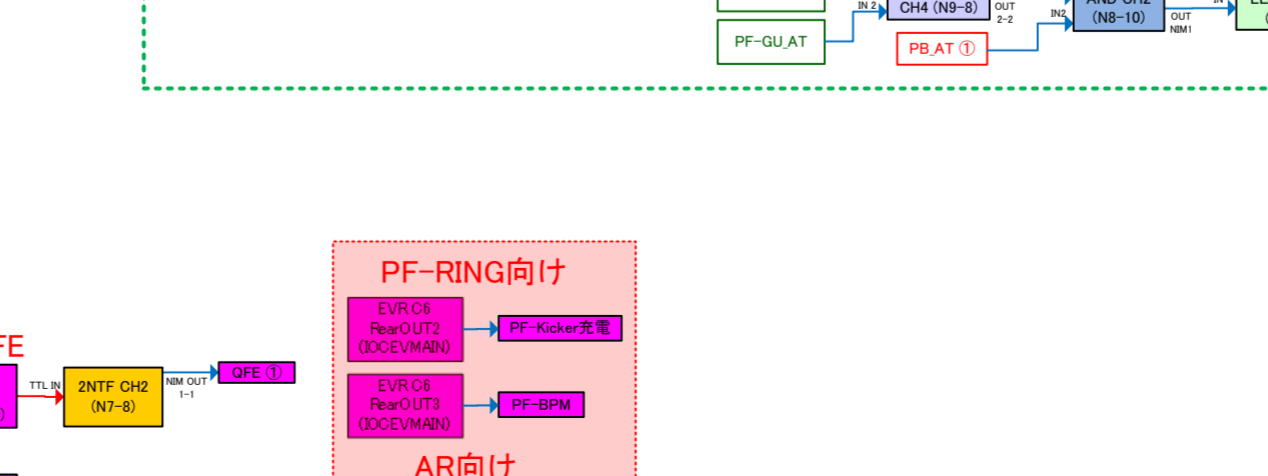 IN 2
CH4 (N9-8)
OUT
2-2
PF-GU_AT
PB_AT ①
IN2
AND CH2
(N8-10)
OUT
NIM1
IN
PF-RING向け
EVR C6
RearOUT2
(IOCEVMAIN)
PF-Kicker充電
FE
TTL IN
2NTF CH2
(N7-8)
NIM OUT
1-1
QFE ①
EVR C6
RearOUT3
(IOCEVMAIN)
PF-BPM
AR向け